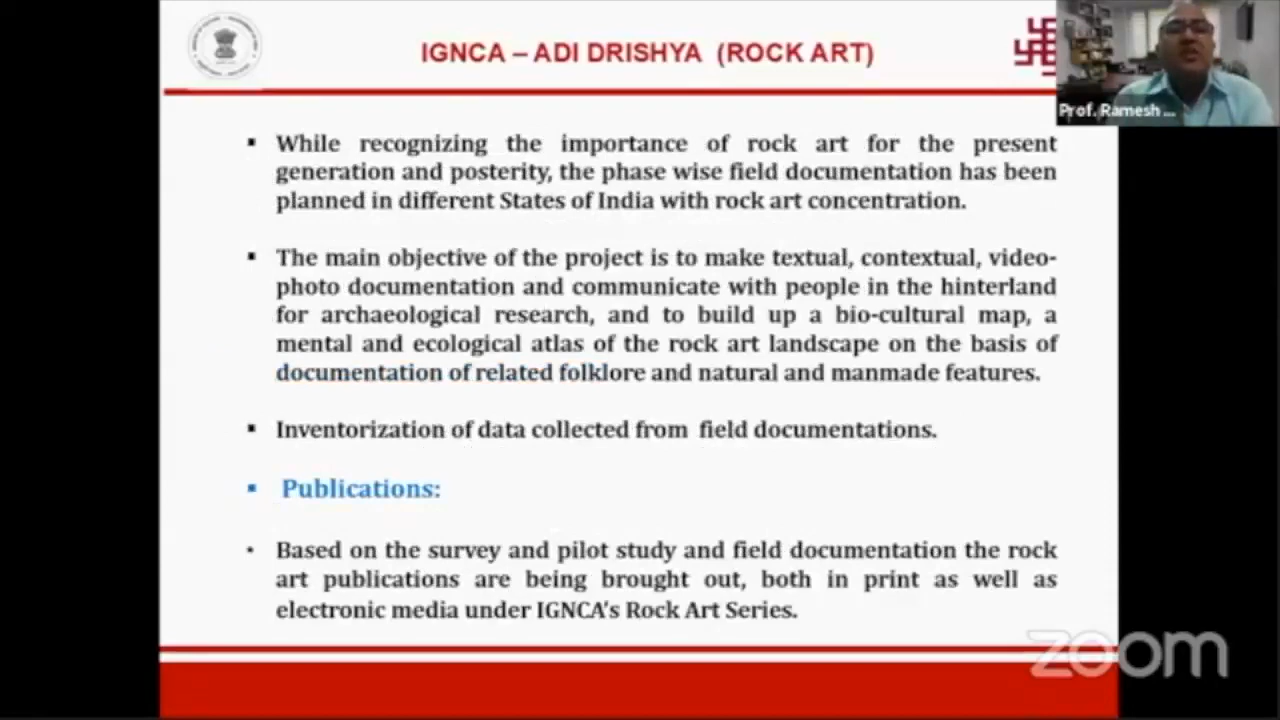 IGNCA – ADI DRISHYA (ROCK ART)
Prof. Ramesh ...
▪ While recognizing the importance of rock art for the present
generation and posterity, the phase wise field documentation has been
planned in different States of India with rock art concentration.
▪ The main objective of the project is to make textual, contextual, video-
photo documentation and communicate with people in the hinterland
for archaeological research, and to build up a bio-cultural map, a
mental and ecological atlas of the rock art landscape on the basis of
documentation of related folklore and natural and manmade features.
▪ Inventorization of data collected from field documentations.
▪ Publications:
• Based on the survey and pilot study and field documentation the rock
art publications are being brought out, both in print as well as
electronic media under IGNCA's Rock Art Series.
zoom